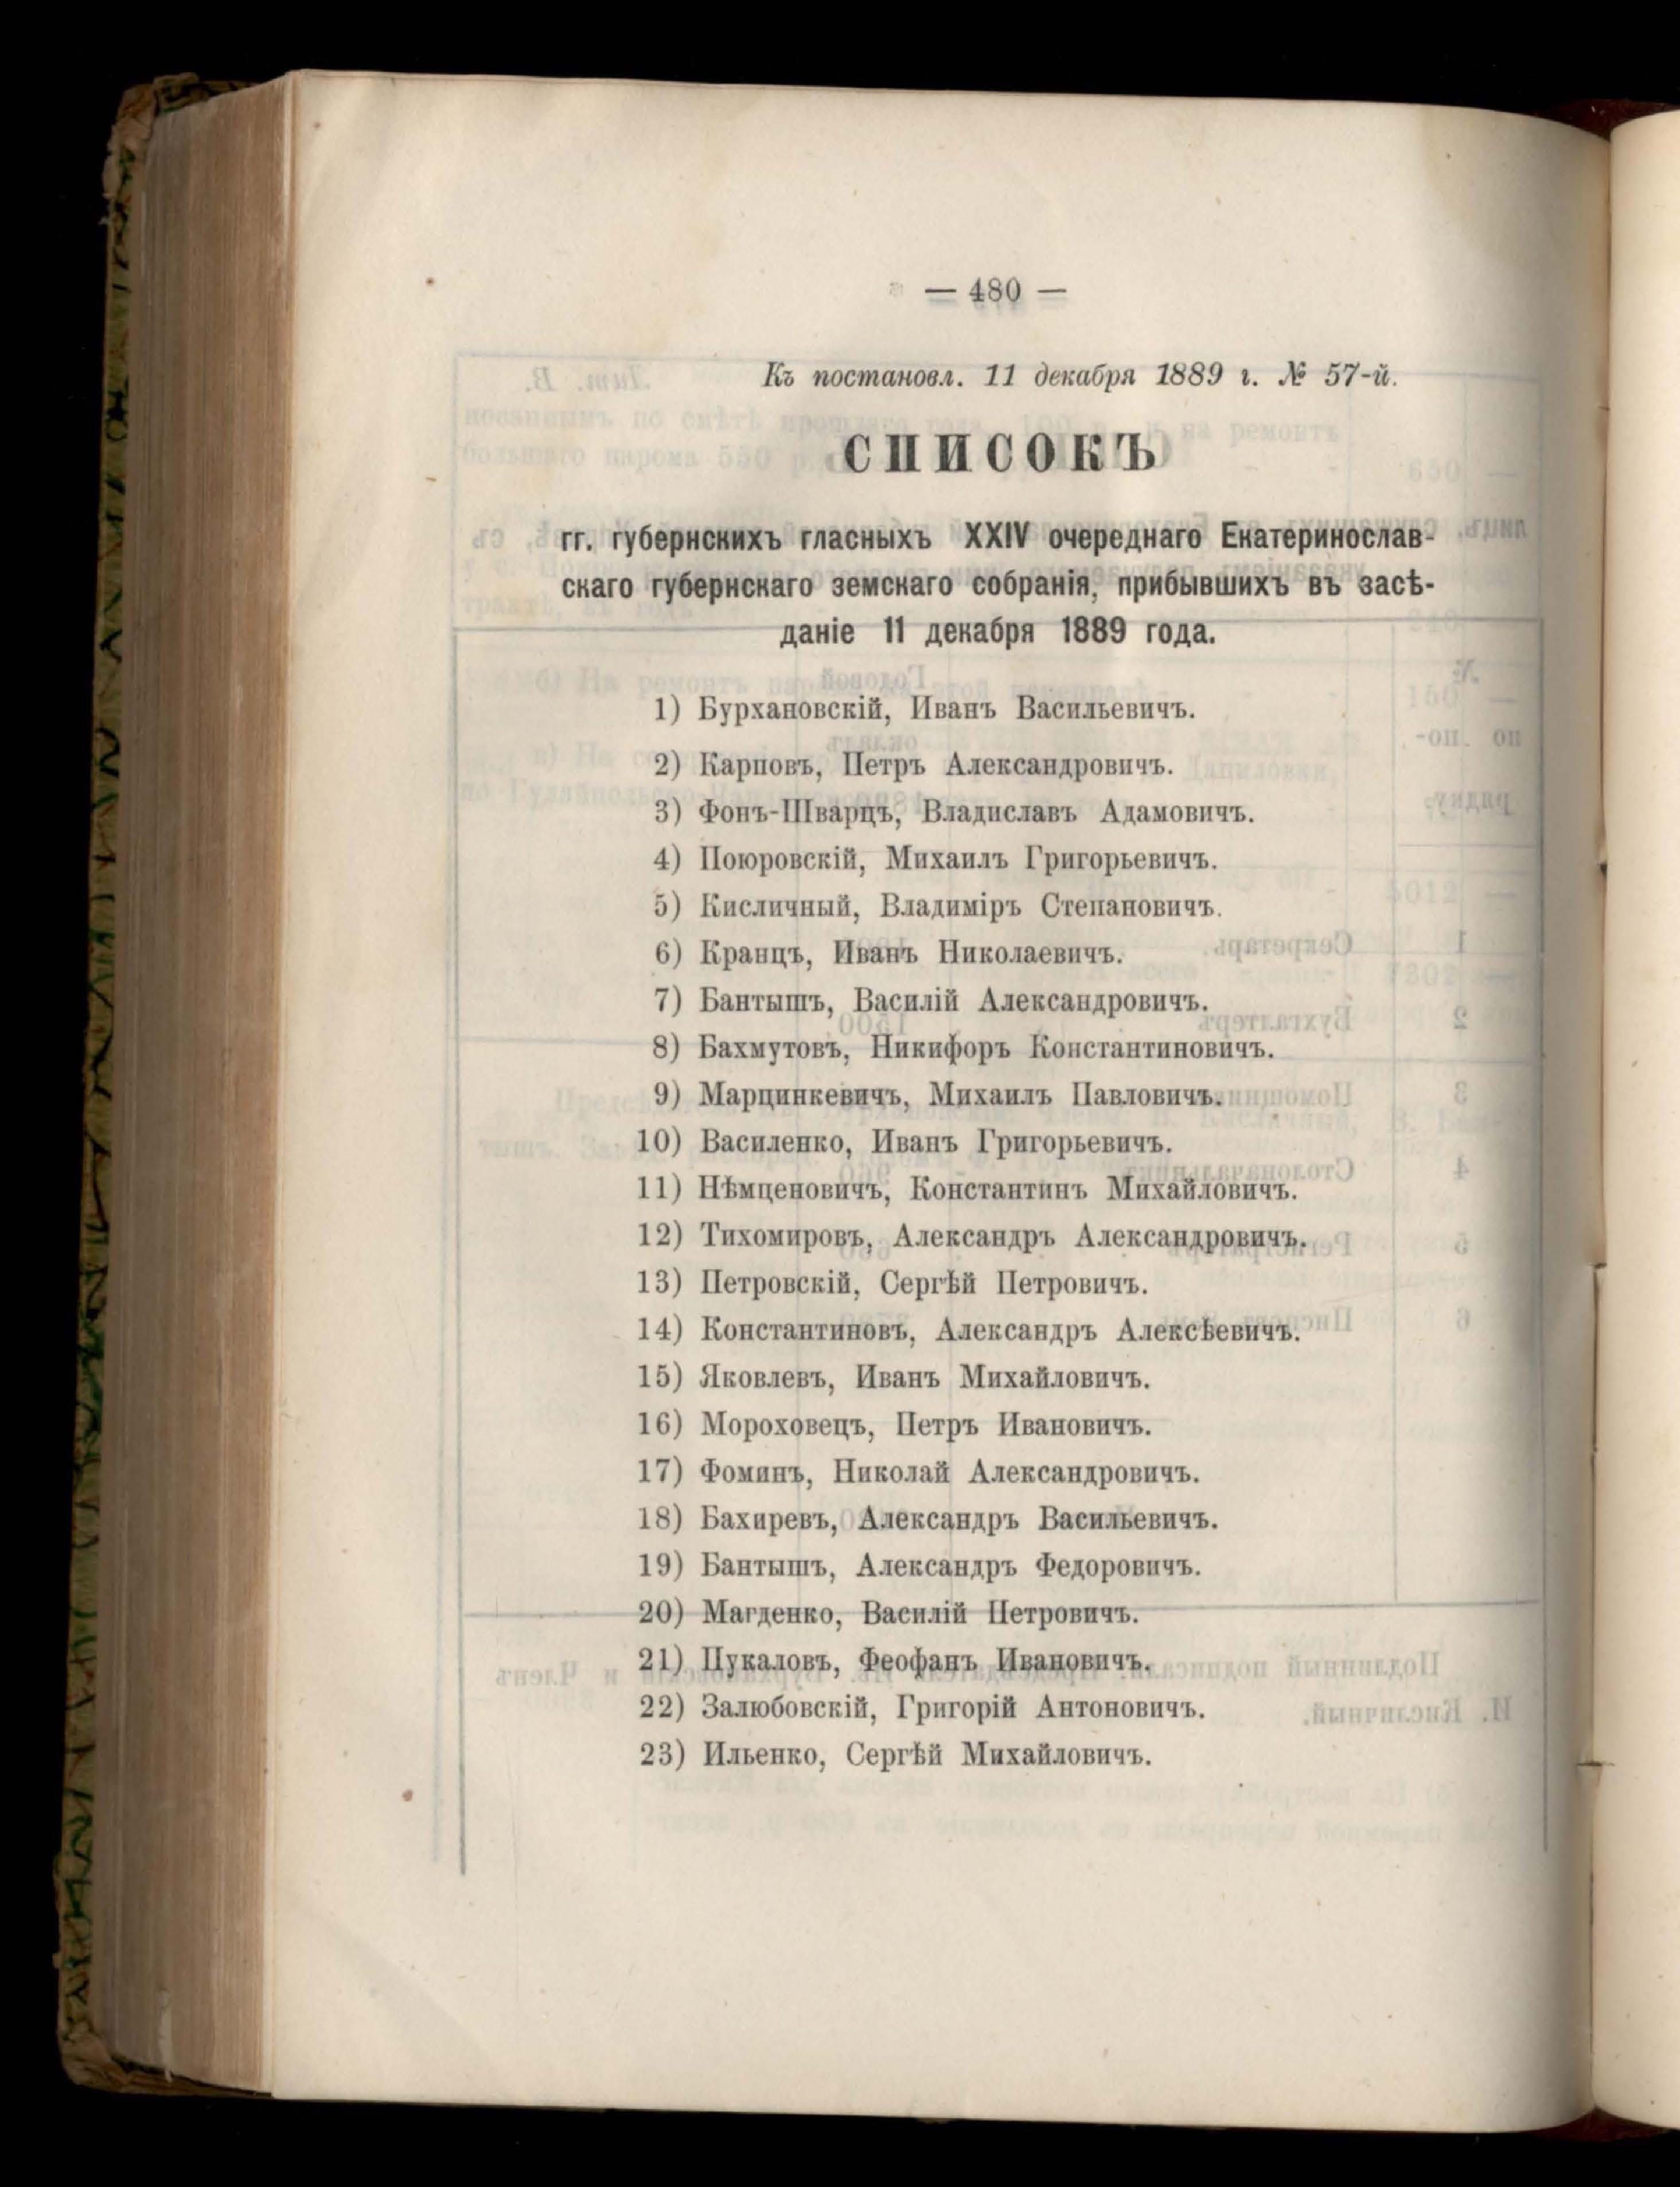 — 480 —
Къ постановл. 11 декабря 1889 г. № 57-й.
СПИСОКЪ
гг. губернскихъ гласныхъ XXIV очереднаго Екатеринослав-
скаго губернскаго земскаго собранія, прибывшихъ въ засѣ-
даніе 11 декабря 1889 года.
1) Бурхановскій, Иванъ Васильевичъ.
2) Карповъ, Петръ Александровичъ.
3) Фонъ-Шварцъ, Владиславъ Адамовичъ.
4) Поюровскій, Михаилъ Григорьевичъ.
5) Кисличный, Владиміръ Степановичъ.
6) Кранцъ, Иванъ Николаевичъ.
7) Бантышъ, Василій Александровичъ.
8) Бахмутовъ, Никифоръ Константиновичъ.
9) Марцинкевичъ, Михаилъ Павловичъ.
10) Василенко, Иванъ Григорьевичъ.
11) Нѣмценовичъ, Константинъ Михайловичъ.
12) Тихомировъ, Александръ Александровичъ.
13) Петровскій, Сергѣй Петровичъ.
14) Константиновъ, Александръ Алексѣевичъ.
15) Яковлевъ, Иванъ Михайловичъ.
16) Мороховецъ, Петръ Ивановичъ.
17) Фоминъ, Николай Александровичъ.
18) Бахиревъ, Александръ Васильевичъ.
19) Бантышъ, Александръ Федоровичъ.
20) Магденко, Василій Петровичъ.
21) Пукаловъ, Феофанъ Ивановичъ.
22) Залюбовскій, Григорій Антоновичъ.
23) Ильенко, Сергѣй Михайловичъ.